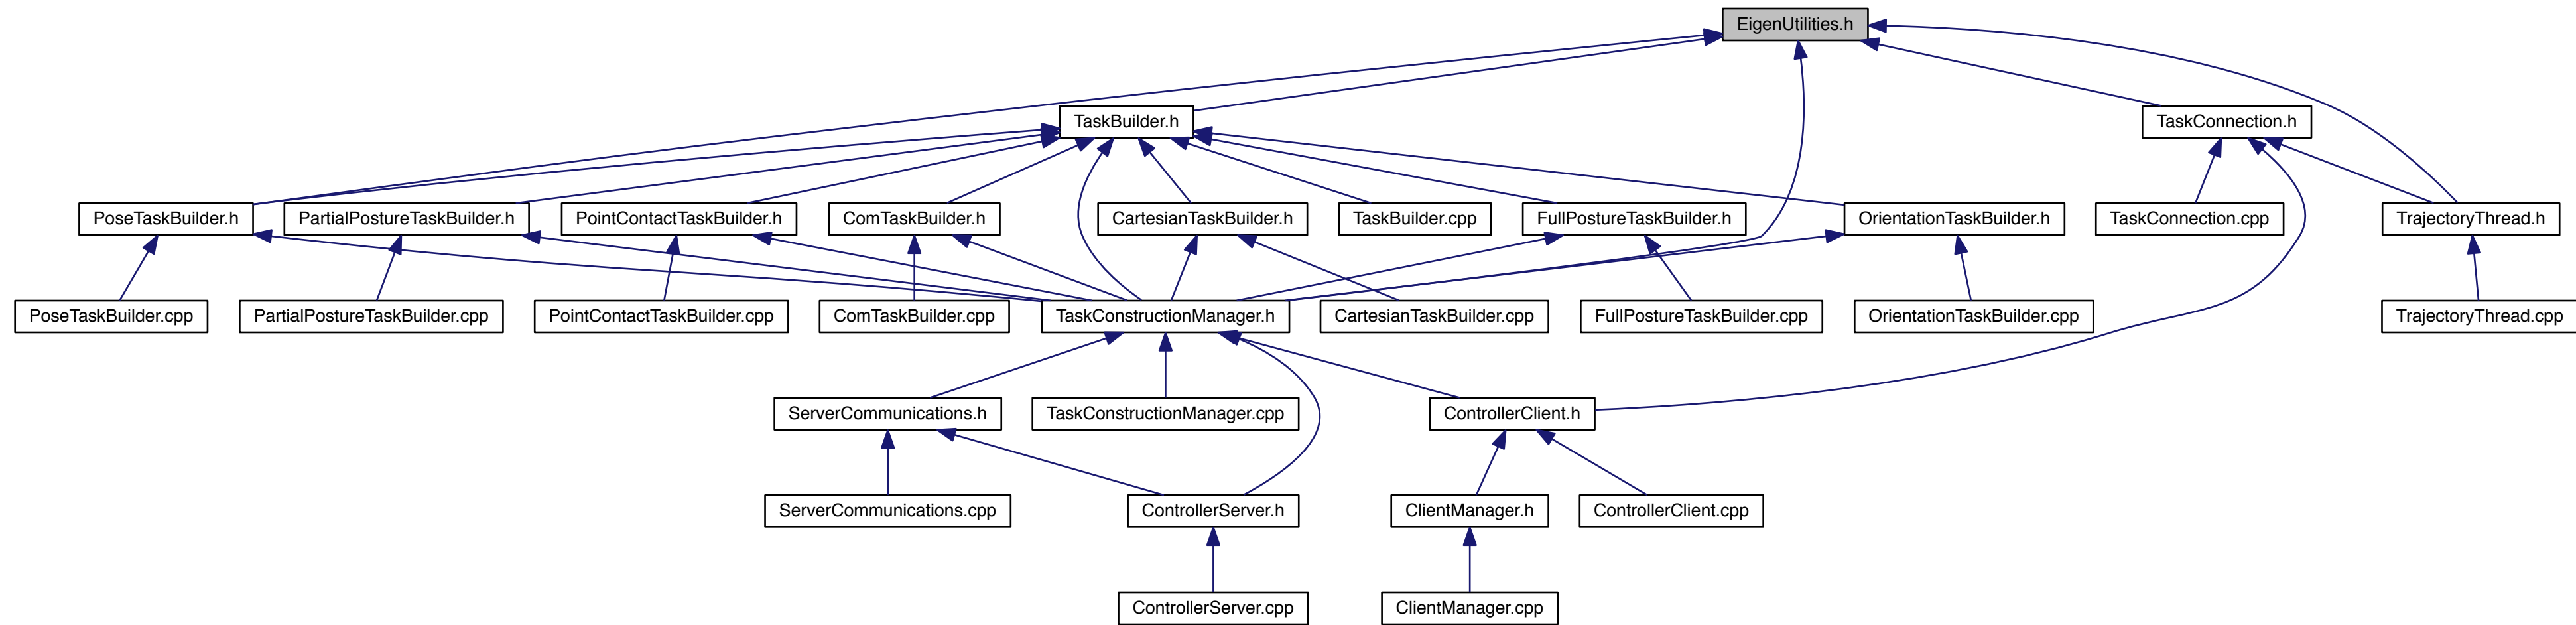 EigenUtilities.h
TaskBuilder.h
TaskConnection.h
PoseTaskBuilder.h
PartialPostureTaskBuilder.h
PointContactTaskBuilder.h
ComTaskBuilder.h
CartesianTaskBuilder.h
TaskBuilder.cpp
FullPostureTaskBuilder.h
OrientationTaskBuilder.h
TaskConnection.cpp
TrajectoryThread.h
PoseTaskBuilder.cpp
PartialPostureTaskBuilder.cpp
PointContactTaskBuilder.cpp
ComTaskBuilder.cpp
TaskConstructionManager.h
CartesianTaskBuilder.cpp
FullPostureTaskBuilder.cpp
OrientationTaskBuilder.cpp
TrajectoryThread.cpp
ServerCommunications.h
TaskConstructionManager.cpp
ControllerClient.h
ServerCommunications.cpp
ControllerServer.h
ClientManager.h
ControllerClient.cpp
ControllerServer.cpp
ClientManager.cpp